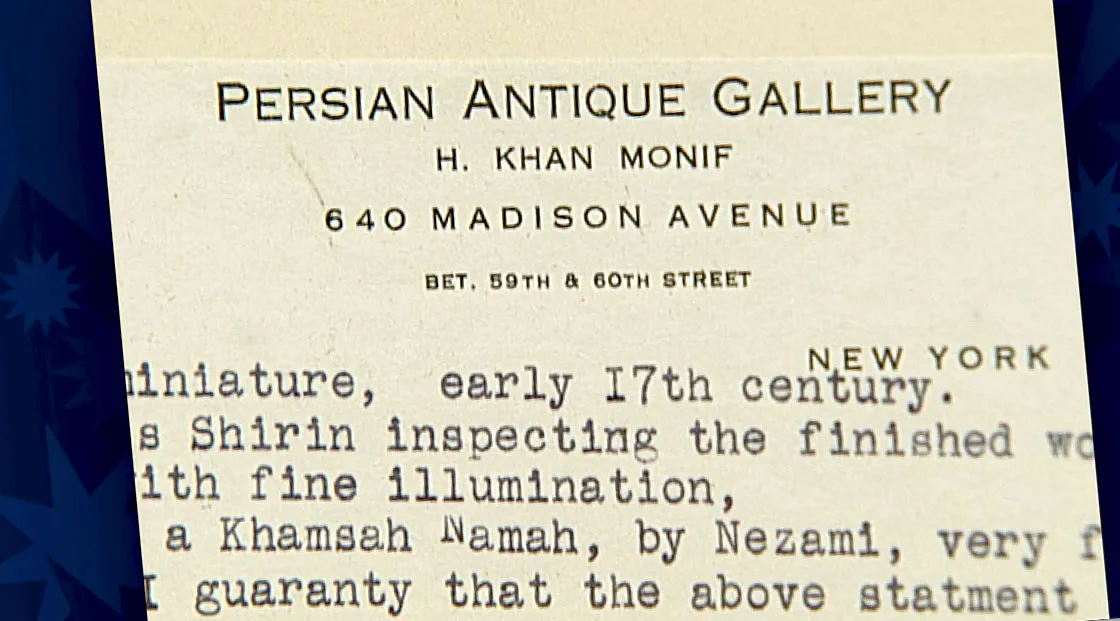 PERSIAN ANTIQUE GALLERY
H. KHAN MONIF
640 MADISON AVENUE
BET. 59TH & 60TH STREET
NEW YORK
iniature, early I7th century.
s Shirin inspecting the finished wo
ith fine illumination,
a Khamsah Namah, by Nezami, very f
I guaranty that the above statment